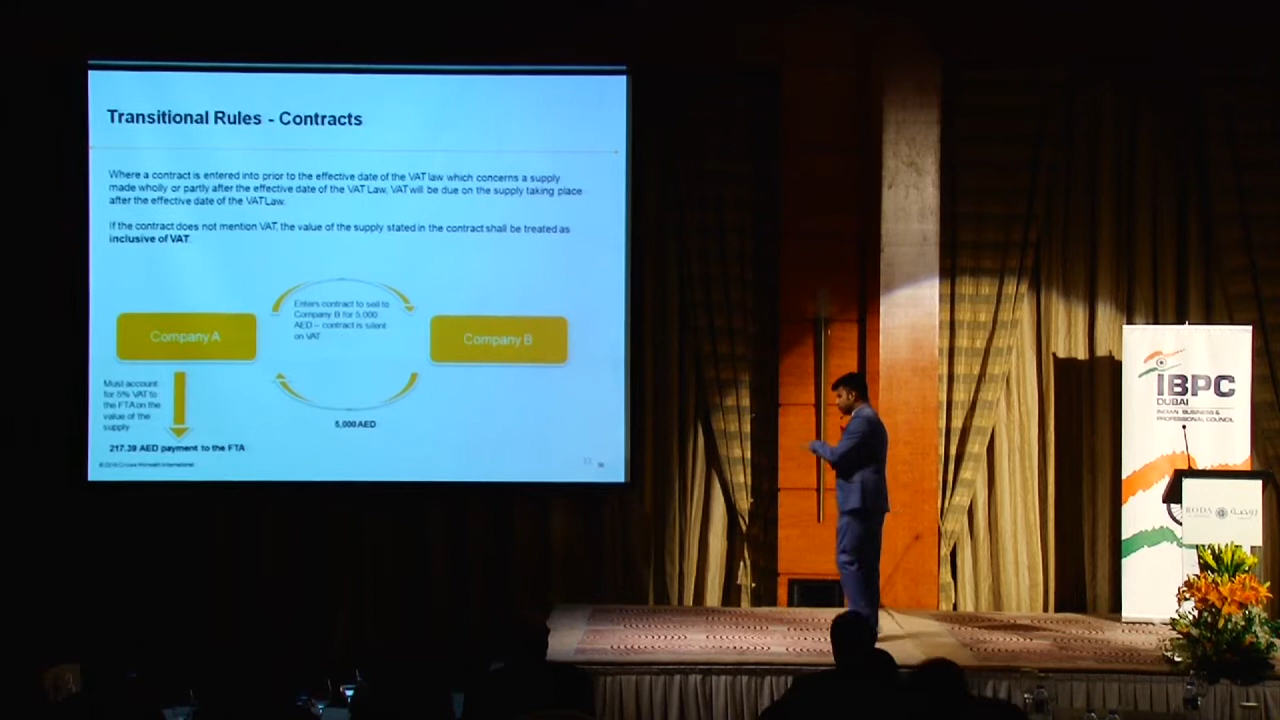 Transitional Rules - Contracts
Where a contract is entered into prior to the effective date of the VAT law which concerns a supply
made wholly or partly after the effective date of the VAT Law, VAT will be due on the supply taking place
after the effective date of the VAT Law.
If the contract does not mention VAT, the value of the supply stated in the contract shall be treated as
inclusive of VAT.
Enters contract to sell to
Company B for 5,000
AED – contract is silent
on VAT
Company A
Company B
Must account
for 5% VAT to
the FTA on the
value of the
supply
5,000 AED
217.39 AED payment to the FTA
IBPC
DUBAI
INDIAN BUSINESS &
PROFESSIONAL COUNCIL
RODA
روضة